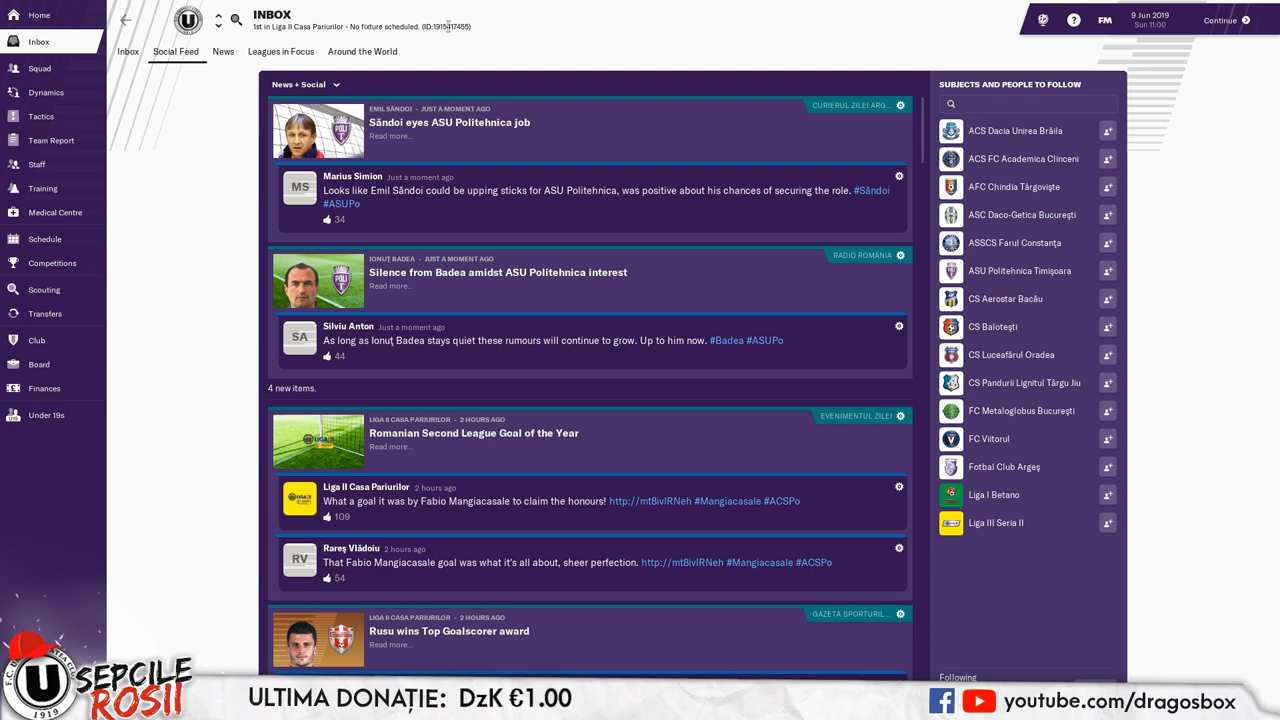 Home
Inbox
Squad
Dynamics
Tactics
Team Report
Staff
Training
Medical Centre
Schedule
Competitions
Scouting
Transfers
Club
Board
Finances
Under 19s
INBOX
1st in Liga II Casa Pariurilor - No fixture scheduled. (ID:1915417455)
FM
9 Jun 2019
Sun 11:00
Continue
Inbox
Social Feed
News
Leagues in Focus
Around the World
News + Social
CURIERUL ZILEI ARG...
EMIL SĂNDOI - JUST A MOMENT AGO
Săndoi eyes ASU Politehnica job
Read more...
MS
Marius Simion Just a moment ago
Looks like Emil Săndoi could be upping sticks for ASU Politehnica, was positive about his chances of securing the role. #Săndoi
#ASUPo
34
RADIO ROMÂNIA
IONUȚ BADEA - JUST A MOMENT AGO
Silence from Badea amidst ASU Politehnica interest
Read more...
SA
Silviu Anton Just a moment ago
As long as Ionuț Badea stays quiet these rumours will continue to grow. Up to him now. #Badea #ASUPo
44
4 new items.
EVENIMENTUL ZILEI
LIGA II CASA PARIURILOR - 2 HOURS AGO
Romanian Second League Goal of the Year
Read more...
Liga II Casa Pariurilor 2 hours ago
What a goal it was by Fabio Mangiacasale to claim the honours! http://mt8ivlRNeh #Mangiacasale #ACSPo
109
RV
Rareș Vlădoiu 2 hours ago
That Fabio Mangiacasale goal was what it's all about, sheer perfection. http://mt8ivlRNeh #Mangiacasale #ACSPo
54
GAZETA SPORTURIL...
LIGA II CASA PARIURILOR - 2 HOURS AGO
Rusu wins Top Goalscorer award
Read more...
SUBJECTS AND PEOPLE TO FOLLOW
ACS Dacia Unirea Brăila
ACS FC Academica Clinceni
AFC Chindia Târgoviște
ASC Daco-Getica București
ASSCS Farul Constanța
ASU Politehnica Timișoara
CS Aerostar Bacău
CS Balotești
CS Luceafărul Oradea
CS Pandurii Lignitul Târgu Jiu
FC Metaloglobus București
FC Viitorul
Fotbal Club Argeș
Liga I Betano
Liga III Seria II
Following
U
1919
SEPCILE
ROSII
ULTIMA DONAȚIE: DzK €1.00
youtube.com/dragosbox